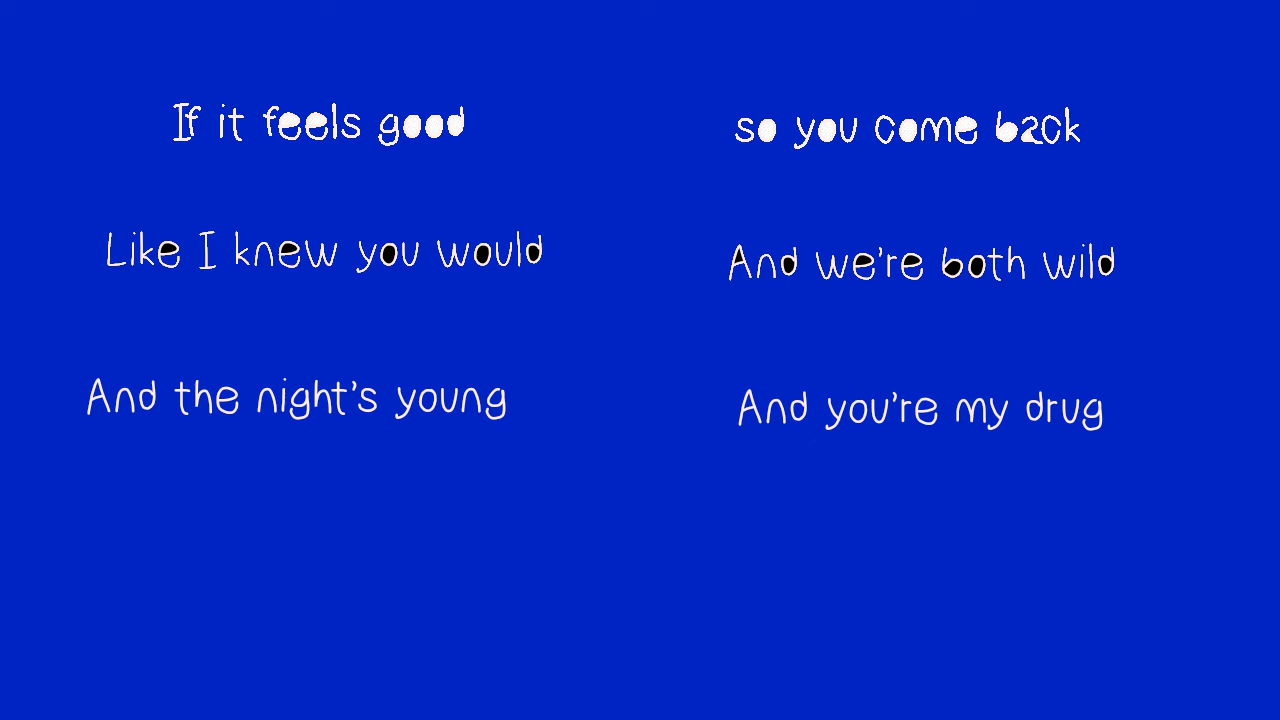 If it feels good
Like I knew you would
And the night's young
so you come back
And we're both wild
And you're my drug